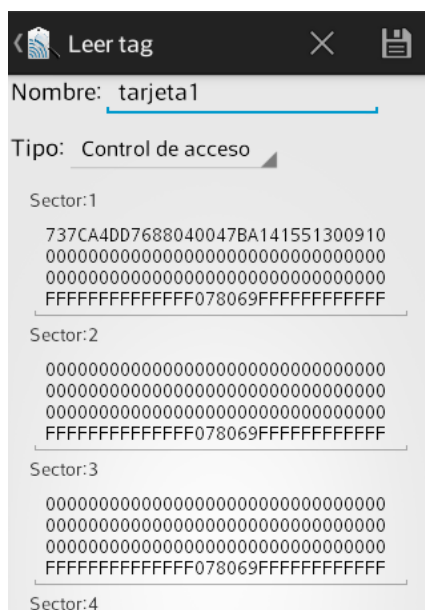 Leer tag
Nombre: tarjeta1
Tipo: Control de acceso
Sector:1
737CA4DD7688040047BA141551300910
00000000000000000000000000000000
00000000000000000000000000000000
FFFFFFFFFFFFFF078069FFFFFFFFFFFF
Sector:2
00000000000000000000000000000000
00000000000000000000000000000000
00000000000000000000000000000000
FFFFFFFFFFFFFF078069FFFFFFFFFFFF
Sector:3
00000000000000000000000000000000
00000000000000000000000000000000
00000000000000000000000000000000
FFFFFFFFFFFFFF078069FFFFFFFFFFFF
Sector:4